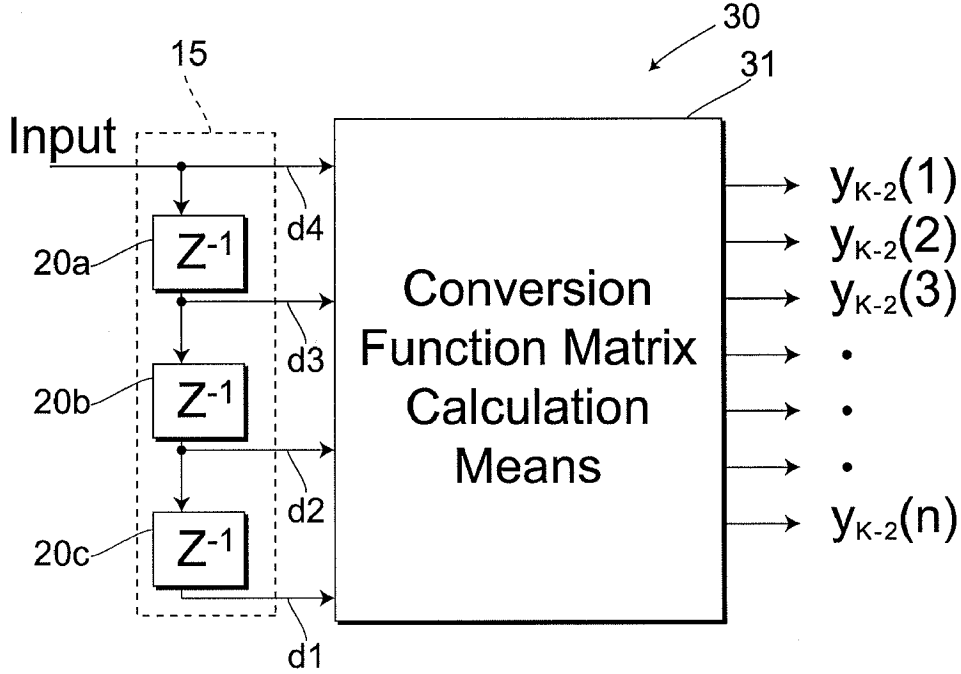 30
15
31
Input
d4
y_{K-2}(1)
20a
Z^{-1}
y_{K-2}(2)
d3
y_{K-2}(3)
Conversion
Function Matrix
Calculation
Means
20b
Z^{-1}
d2
y_{K-2}(n)
20c
Z^{-1}
d1